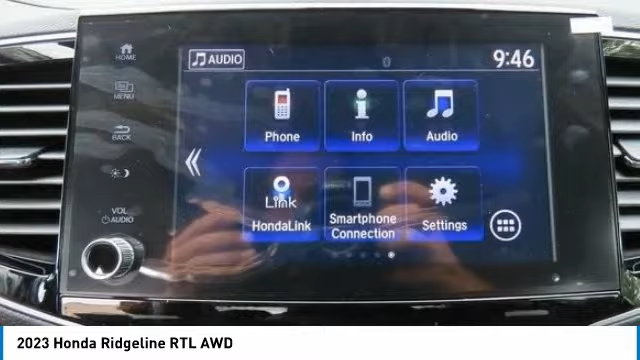 HOME
MENU
BACK
VOL
AUDIO
AUDIO
9:46
Phone
Info
Audio
Link
HondaLink
Smartphone
Connection
Settings
2023 Honda Ridgeline RTL AWD